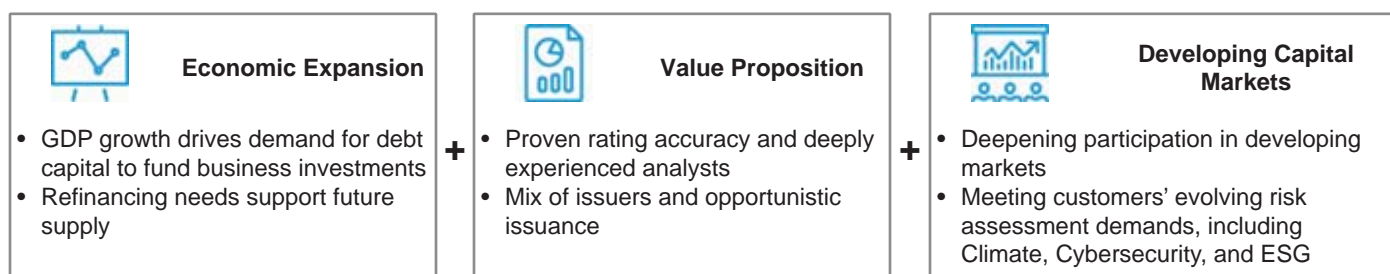 Economic Expansion
• GDP growth drives demand for debt
capital to fund business investments
• Refinancing needs support future
supply
+
Value Proposition
• Proven rating accuracy and deeply
experienced analysts
• Mix of issuers and opportunistic
issuance
+
Developing Capital
Markets
• Deepening participation in developing
markets
• Meeting customers’ evolving risk
assessment demands, including
Climate, Cybersecurity, and ESG